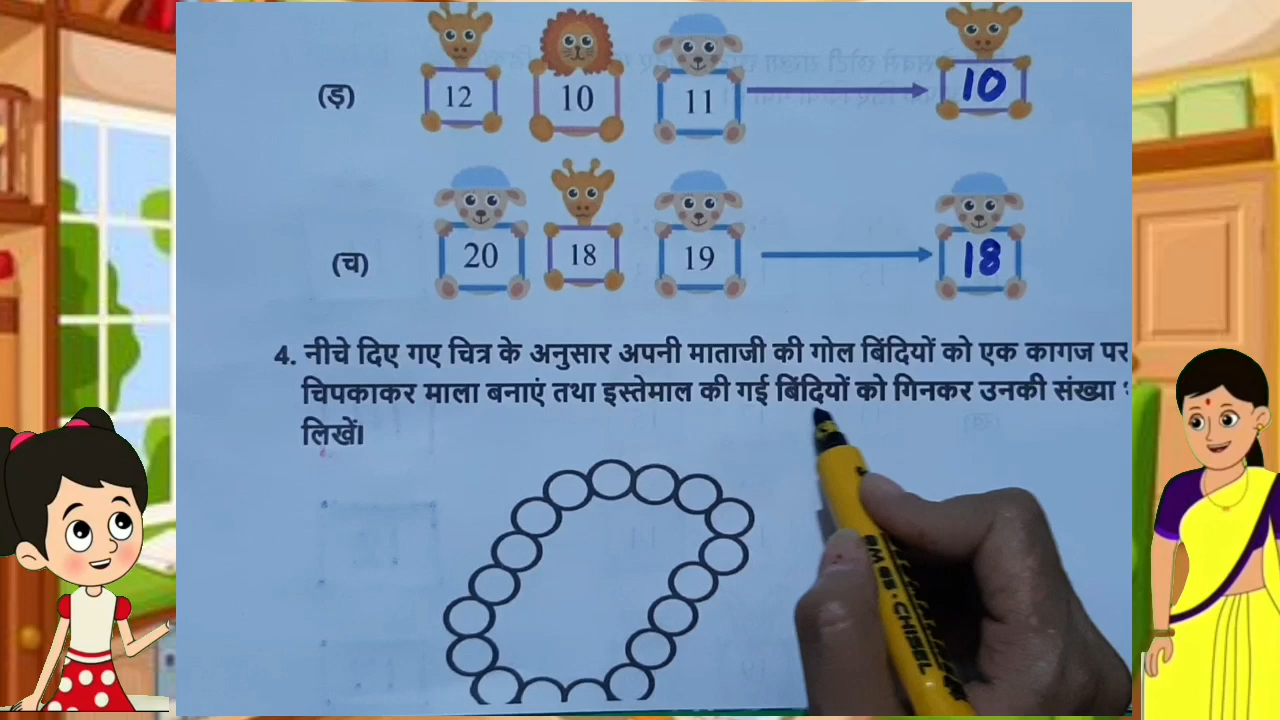 (ड़) 12 10 11 10
(च) 20 18 19 18
4. नीचे दिए गए चित्र के अनुसार अपनी माताजी की गोल बिंदियों को एक कागज पर
चिपकाकर माला बनाएं तथा इस्तेमाल की गई बिंदियों को गिनकर उनकी संख्या
लिखें।
CHISEL